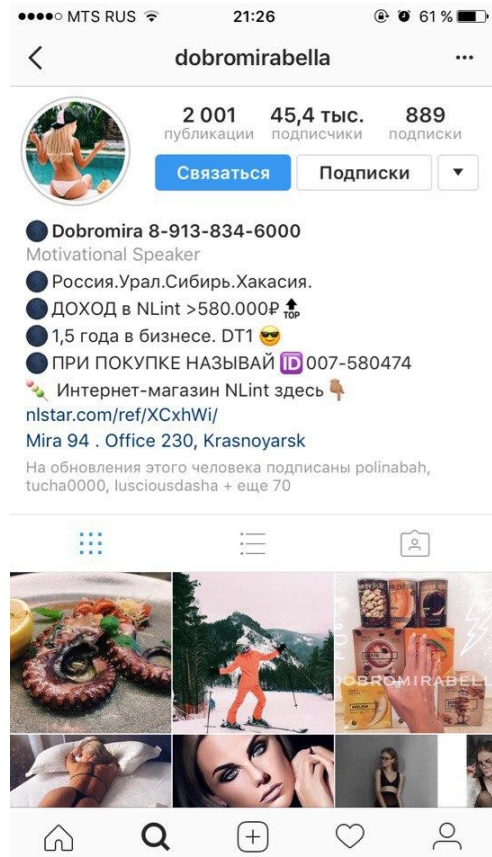 MTS RUS 21:26 61 %
dobromirabella
2 001 45,4 тыс. 889
публикации подписчики подписки
Связаться Подписки
Dobromira 8-913-834-6000
Motivational Speaker
Россия.Урал.Сибирь.Хакасия.
ДОХОД в NLint >580.000₽ 🔝
1,5 года в бизнесе. DT1 😎
ПРИ ПОКУПКЕ НАЗЫВАЙ 🆔 007-580474
Интернет-магазин NLint здесь 👇🏽
nlstar.com/ref/XCxhWi/
Mira 94 . Office 230, Krasnoyarsk
На обновления этого человека подписаны polinabah,
tucha0000, lusciousdasha + еще 70
DOBROMIRABELL